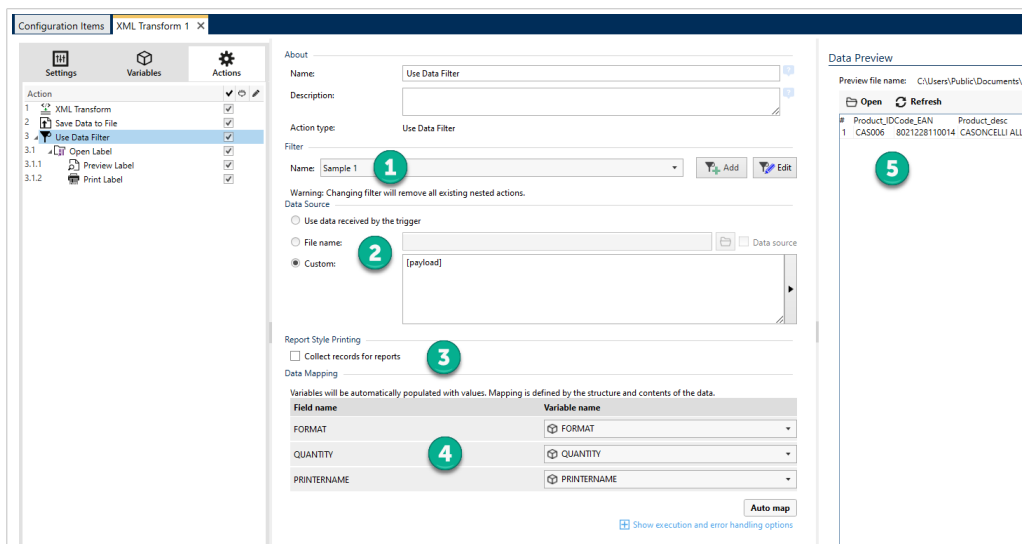 Configuration Items
XML Transform 1
Settings
Variables
Actions
Action
1 XML Transform
2 Save Data to File
3 Use Data Filter
3.1 Open Label
3.1.1 Preview Label
3.1.2 Print Label
About
Name: Use Data Filter
Description:
Action type: Use Data Filter
Filter
Name: Sample 1
1
Add
Edit
Warning: Changing filter will remove all existing nested actions.
Data Source
Use data received by the trigger
File name:
Data source
2
Custom: [payload]
Report Style Printing
Collect records for reports
3
Data Mapping
Variables will be automatically populated with values. Mapping is defined by the structure and contents of the data.
Field name Variable name
FORMAT FORMAT
QUANTITY QUANTITY
4
PRINTERNAME PRINTERNAME
Auto map
Show execution and error handling options
Data Preview
Preview file name: C:\Users\Public\Documents\
Open Refresh
# Product_IDCode_EAN Product_desc
1 CAS006 8021228110014 CASONCELLI ALL
5